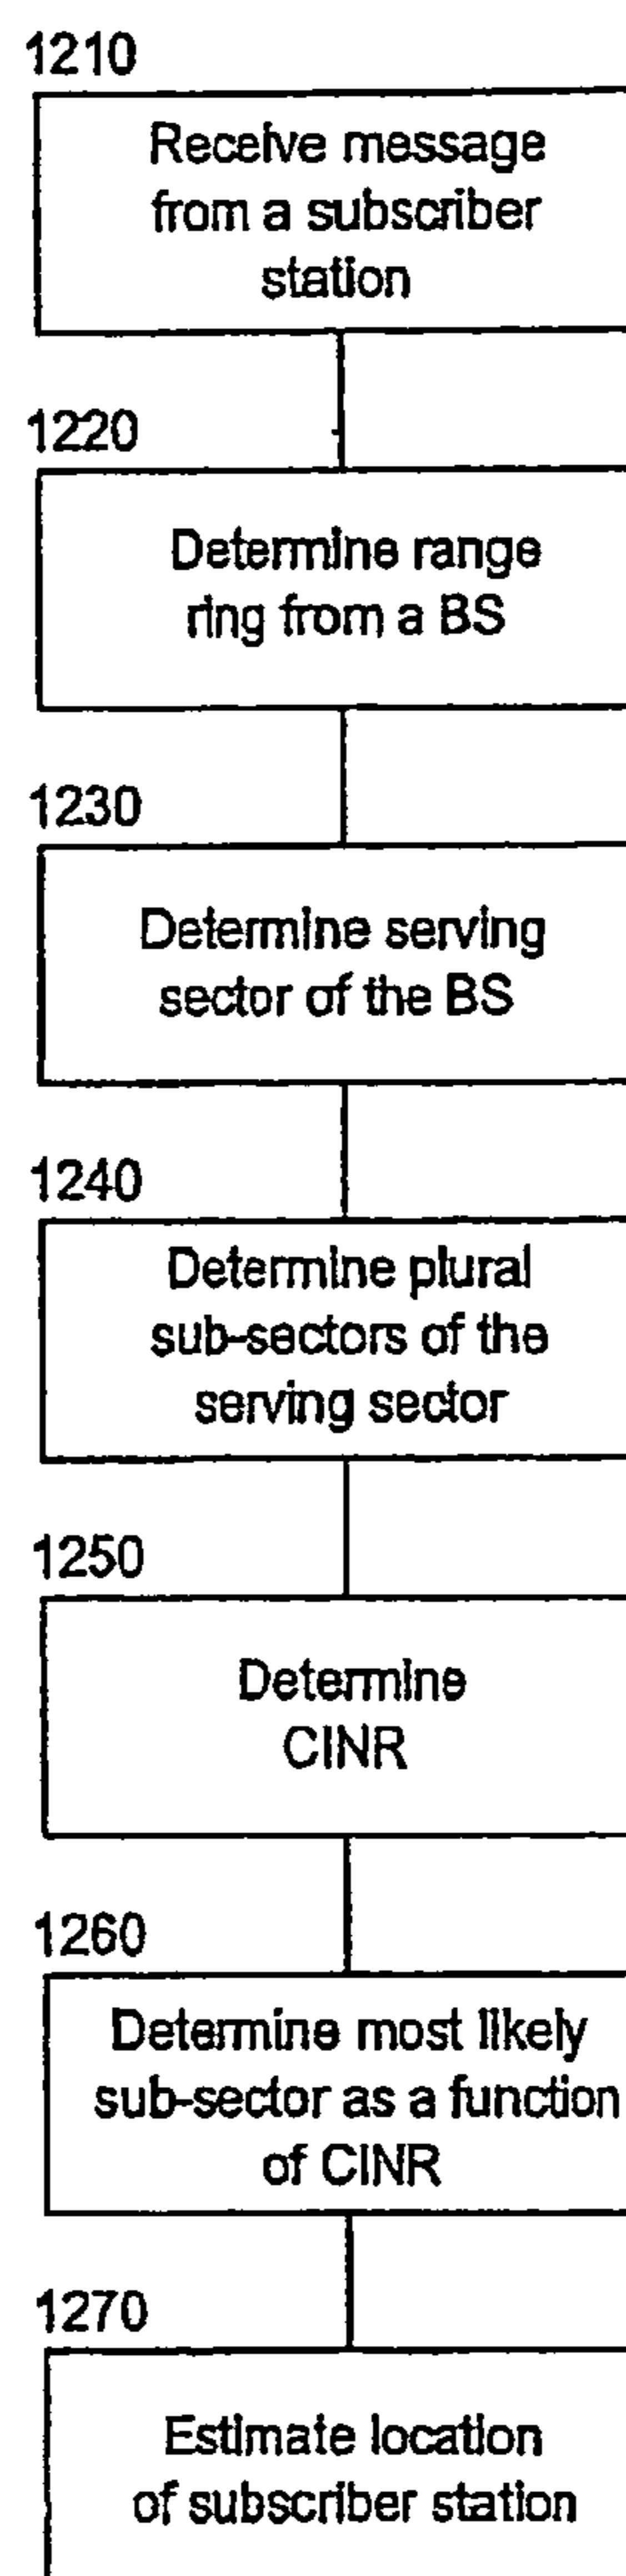 1210
Receive message
from a subscriber
station
1220
Determine range
ring from a BS
1230
Determine serving
sector of the BS
1240
Determine plural
sub-sectors of the
serving sector
1250
Determine
CINR
1260
Determine most likely
sub-sector as a function
of CINR
1270
Estimate location
of subscriber station